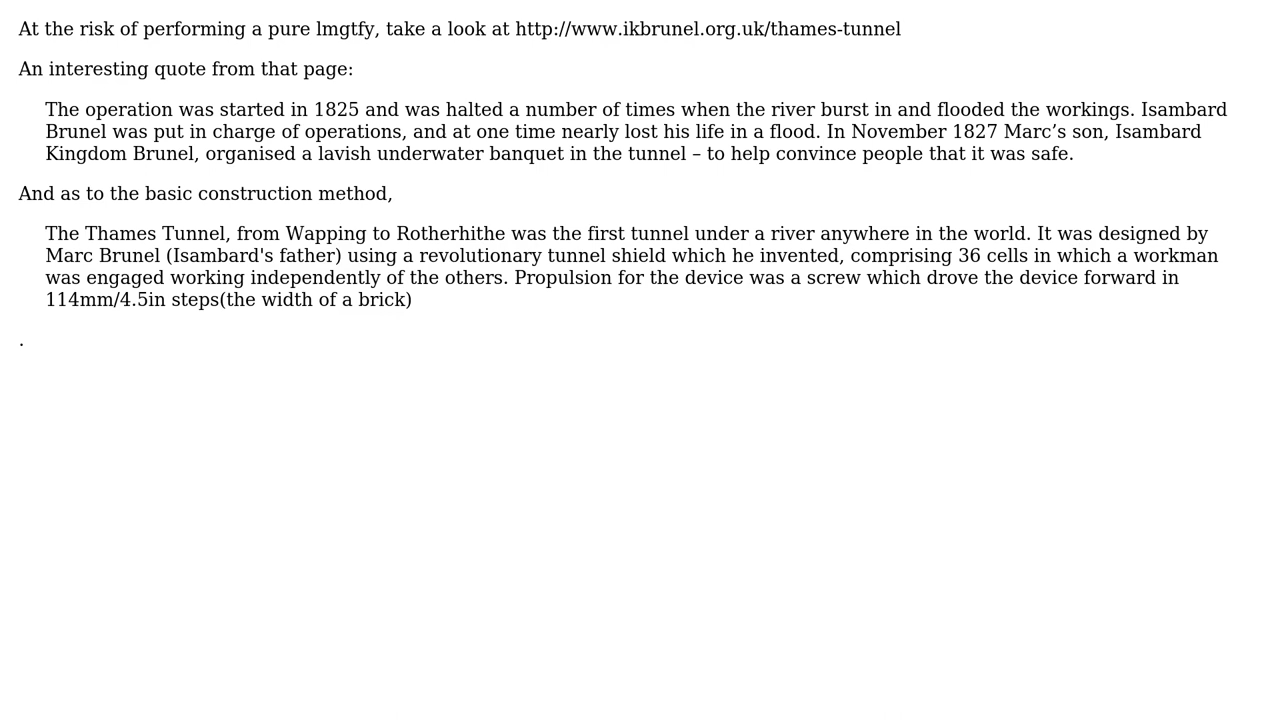 At the risk of performing a pure lmgtfy, take a look at http://www.ikbrunel.org.uk/thames-tunnel
An interesting quote from that page:
The operation was started in 1825 and was halted a number of times when the river burst in and flooded the workings. Isambard
Brunel was put in charge of operations, and at one time nearly lost his life in a flood. In November 1827 Marc’s son, Isambard
Kingdom Brunel, organised a lavish underwater banquet in the tunnel – to help convince people that it was safe.
And as to the basic construction method,
The Thames Tunnel, from Wapping to Rotherhithe was the first tunnel under a river anywhere in the world. It was designed by
Marc Brunel (Isambard's father) using a revolutionary tunnel shield which he invented, comprising 36 cells in which a workman
was engaged working independently of the others. Propulsion for the device was a screw which drove the device forward in
114mm/4.5in steps(the width of a brick)
.